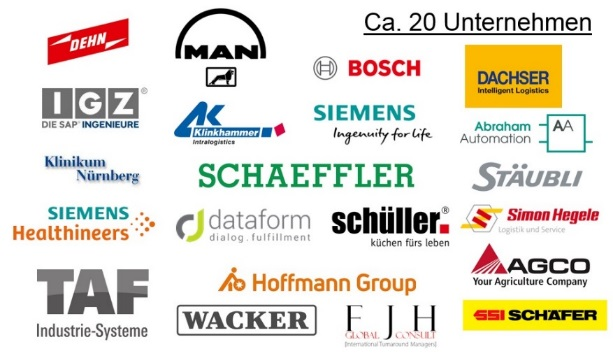 Ca. 20 Unternehmen
DEHN
MAN
BOSCH
DACHSER
Intelligent Logistics
IGZ®
DIE SAP INGENIEURE
AK
Klinkhammer
Intralogistics
SIEMENS
Ingenuity for life
Abraham
Automation
AA
Klinikum
Nürnberg
SCHAEFFLER
STÄUBLI
SIEMENS
Healthineers
dataform
dialog.fulfillment
schüller.®
küchen fürs leben
Simon Hegele
Logistik und Service
TAF
Industrie-Systeme
Hoffmann Group
AGCO
Your Agriculture Company
WACKER
FJH
GLOBAL CONSULT
[International Turnaround Managers]
SSI SCHÄFER